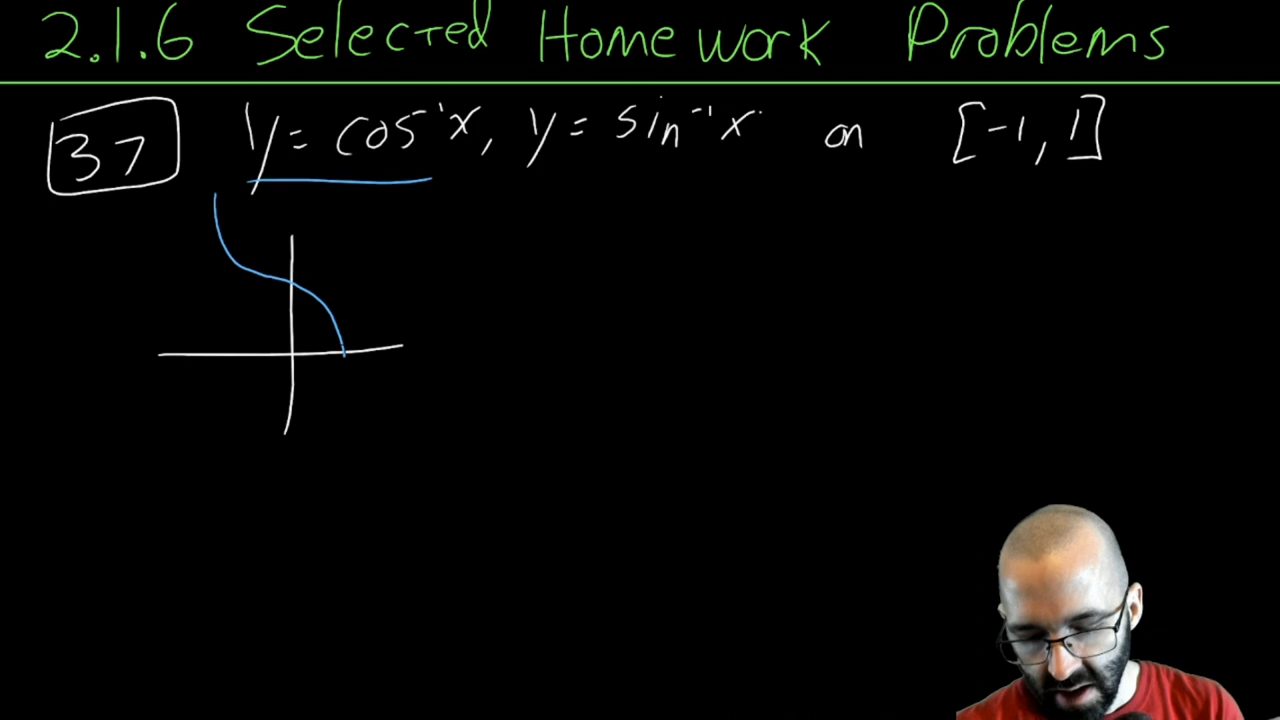 2.1.6 Selected Homework Problems
37 y = cos⁻¹x, y = sin⁻¹x on [-1, 1]